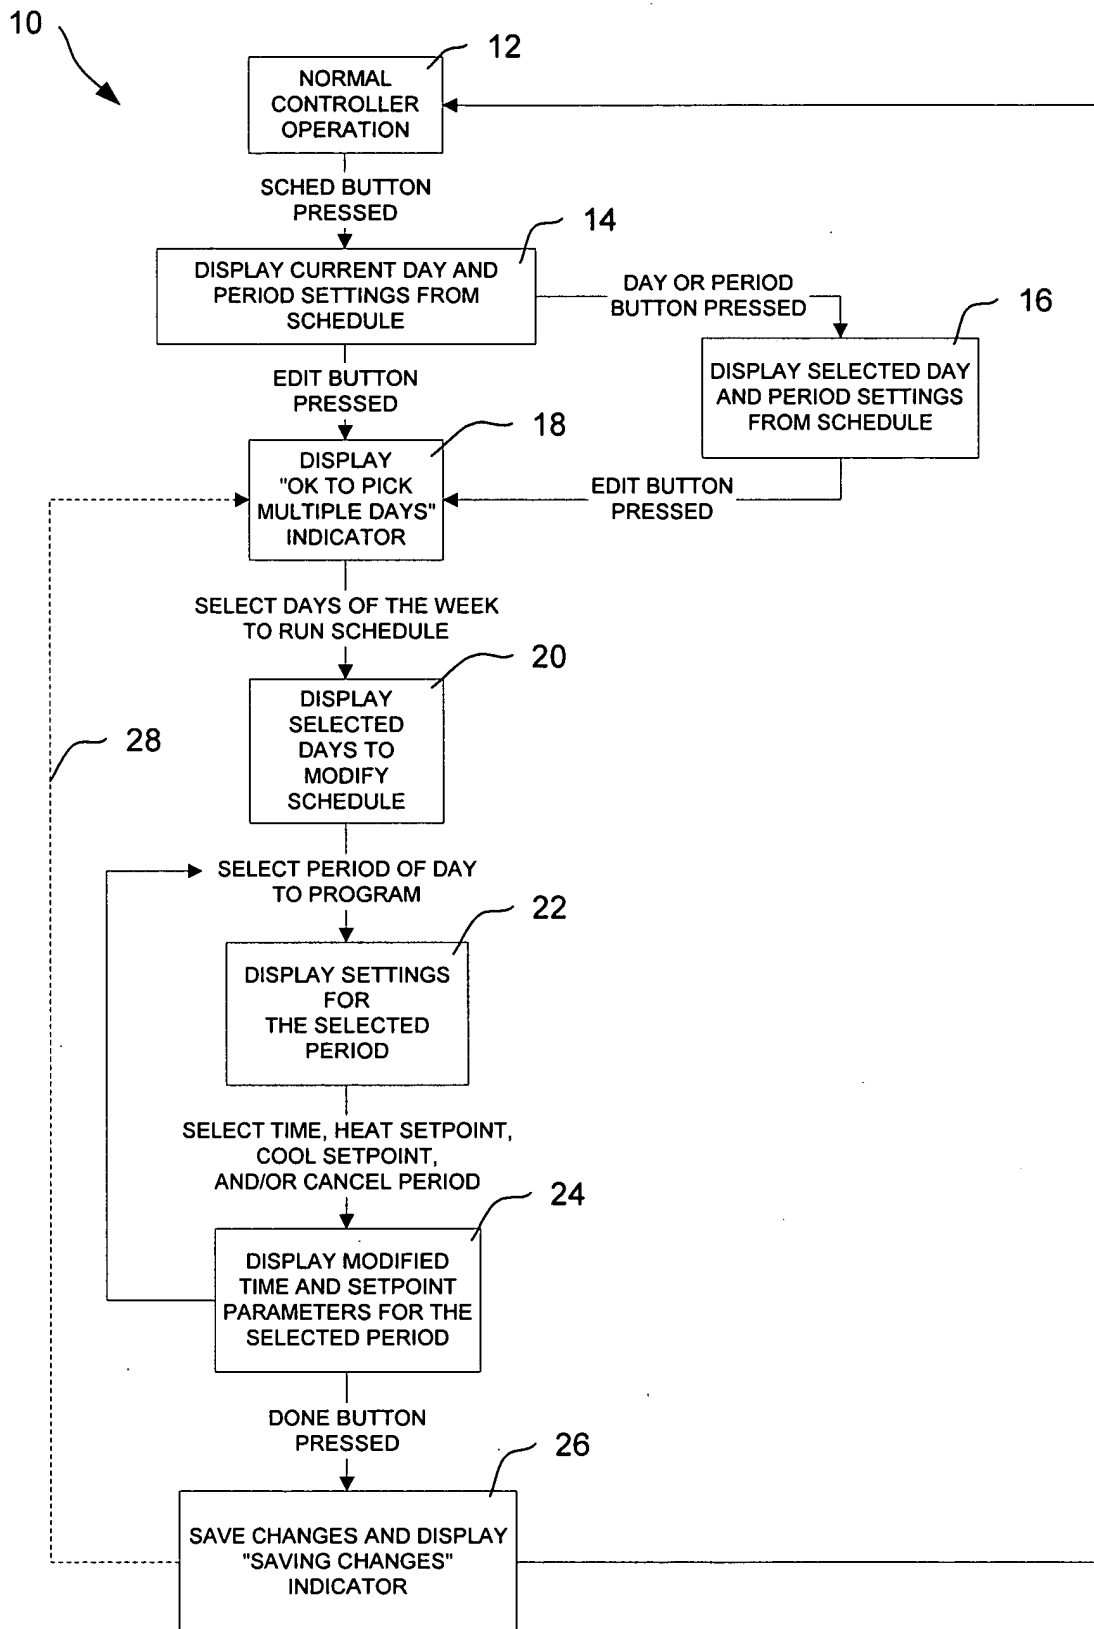 10
12
NORMAL
CONTROLLER
OPERATION
SCHED BUTTON
PRESSED
14
DISPLAY CURRENT DAY AND
PERIOD SETTINGS FROM
SCHEDULE
DAY OR PERIOD
BUTTON PRESSED
16
DISPLAY SELECTED DAY
AND PERIOD SETTINGS
FROM SCHEDULE
EDIT BUTTON
PRESSED
18
DISPLAY
"OK TO PICK
MULTIPLE DAYS"
INDICATOR
EDIT BUTTON
PRESSED
SELECT DAYS OF THE WEEK
TO RUN SCHEDULE
20
DISPLAY
SELECTED
DAYS TO
MODIFY
SCHEDULE
28
SELECT PERIOD OF DAY
TO PROGRAM
22
DISPLAY SETTINGS
FOR
THE SELECTED
PERIOD
SELECT TIME, HEAT SETPOINT,
COOL SETPOINT,
AND/OR CANCEL PERIOD
24
DISPLAY MODIFIED
TIME AND SETPOINT
PARAMETERS FOR THE
SELECTED PERIOD
DONE BUTTON
PRESSED
26
SAVE CHANGES AND DISPLAY
"SAVING CHANGES"
INDICATOR